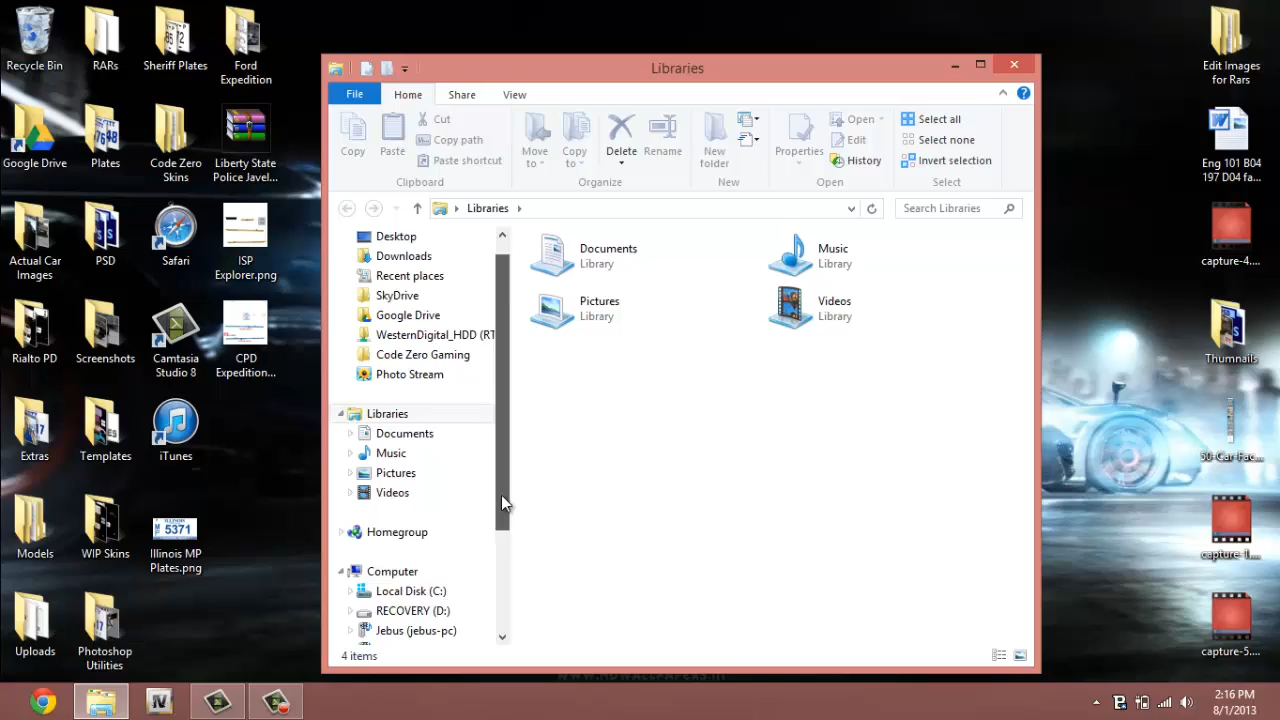 Recycle Bin
RARs
Sheriff Plates
Ford
Expedition
Google Drive
Plates
Code Zero
Skins
Liberty State
Police Javel...
Actual Car
Images
PSD
Safari
ISP
Explorer.png
Rialto PD
Screenshots
Camtasia
Studio 8
CPD
Expedition...
Extras
Templates
iTunes
Models
WIP Skins
Illinois MP
Plates.png
Uploads
Photoshop
Utilities
Libraries
File
Home
Share
View
Copy
Paste
Cut
Copy path
Paste shortcut
Clipboard
Move
to
Copy
to
Delete
Rename
Organize
New
folder
New
Properties
Open
Edit
History
Open
Select all
Select none
Invert selection
Select
Libraries
Search Libraries
Desktop
Downloads
Recent places
SkyDrive
Google Drive
WesternDigital_HDD (RT
Code Zero Gaming
Photo Stream
Libraries
Documents
Music
Pictures
Videos
Homegroup
Computer
Local Disk (C:)
RECOVERY (D:)
Jebus (jebus-pc)
Documents
Library
Music
Library
Pictures
Library
Videos
Library
4 items
Edit Images
for Rars
Eng 101 B04
197 D04 fa...
capture-4....
Thumnails
50-Car-Fac...
capture-1....
capture-5....
2:16 PM
8/1/2013